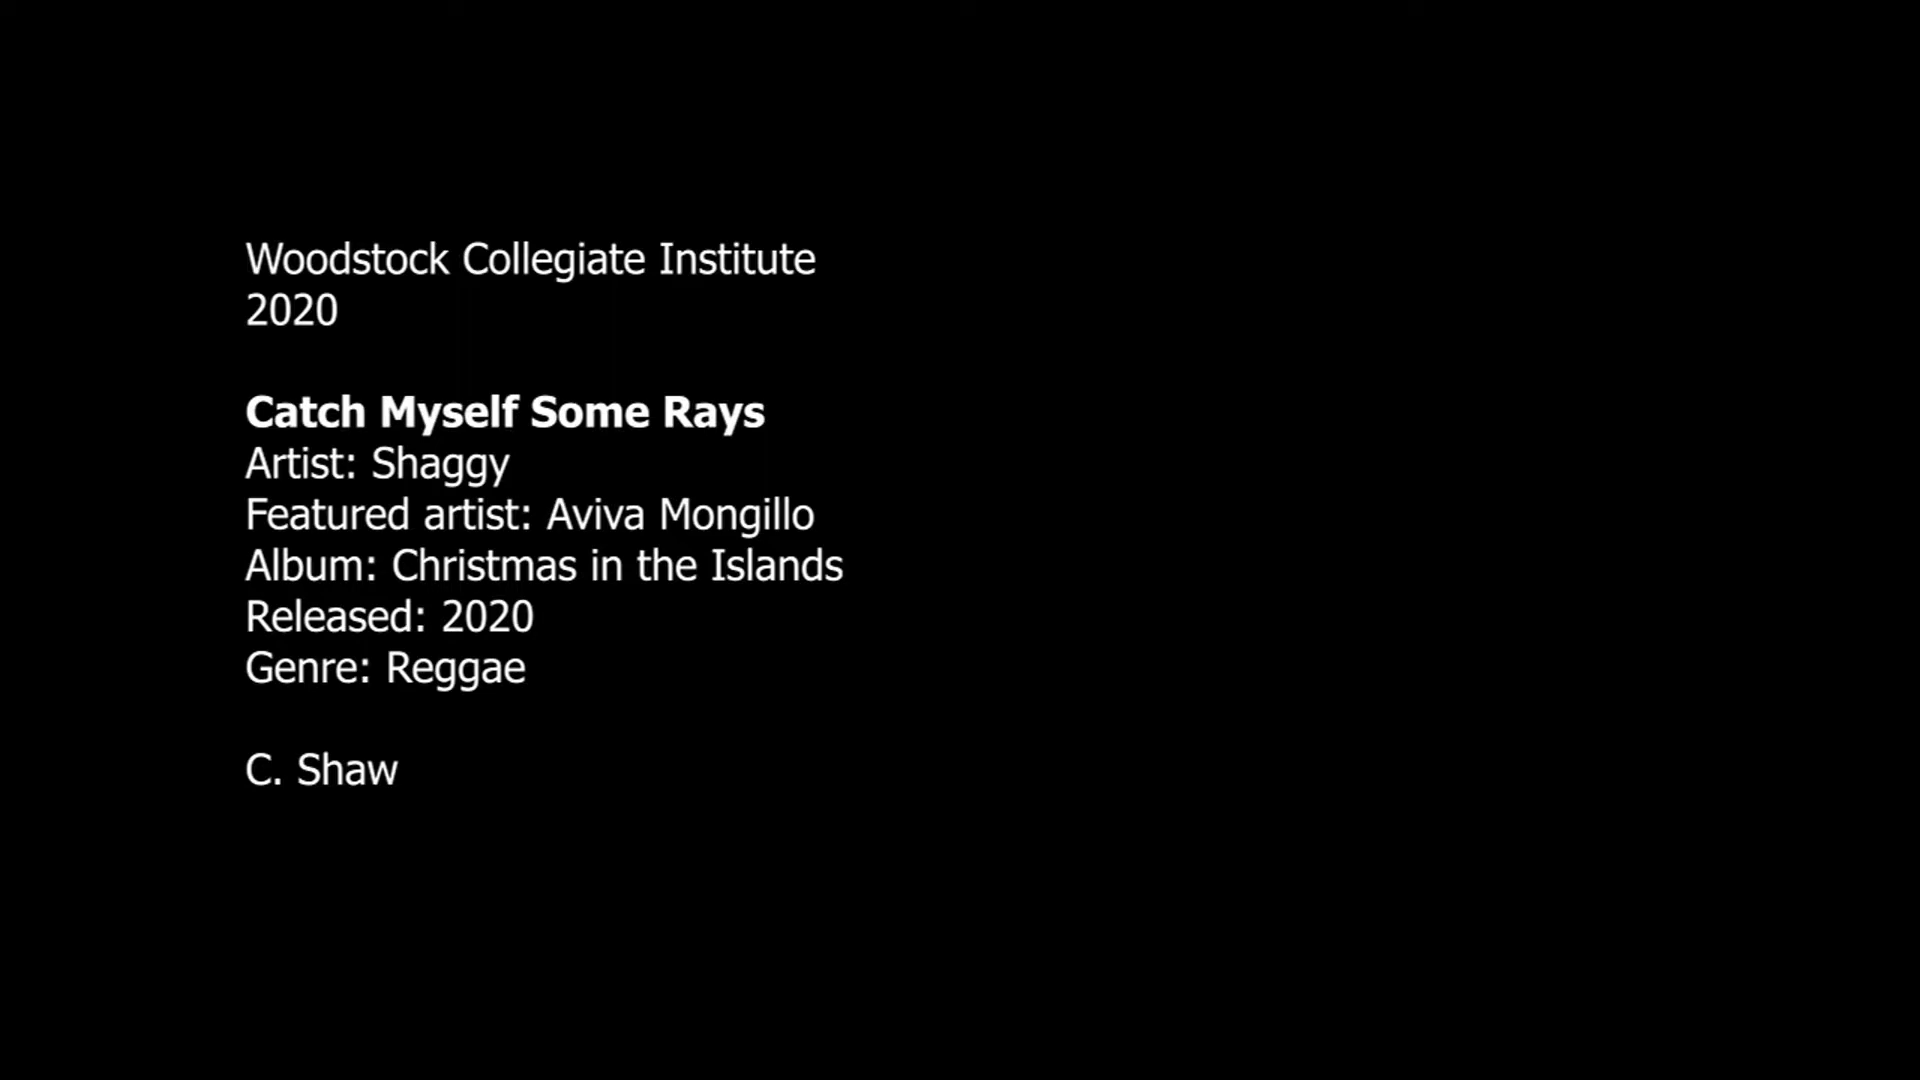 Woodstock Collegiate Institute
2020
Catch Myself Some Rays
Artist: Shaggy
Featured artist: Aviva Mongillo
Album: Christmas in the Islands
Released: 2020
Genre: Reggae
C. Shaw